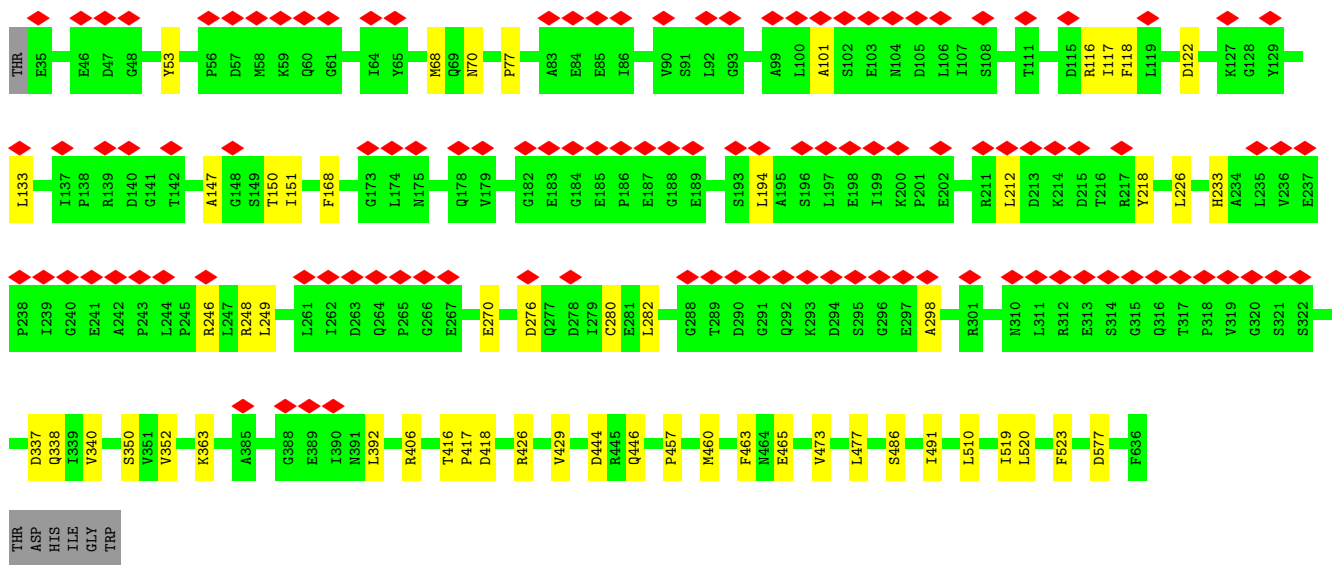 THR E35 E46 D47 G48 Y53 P56 D57 M58 K59 Q60 G61 I64 Y65 M68 Q69 N70 P77 A83 E84 E85 I86 V90 S91 L92 G93 A99 L100 A101 S102 E103 N104 D105 L106 I107 S108 T111 D115 R116 I117 F118 L119 D122 K127 G128 Y129
L133 I137 P138 R139 D140 G141 T142 A147 G148 S149 T150 I151 F168 G173 L174 N175 Q178 V179 G182 E183 G184 E185 P186 E187 G188 E189 S193 L194 A195 S196 L197 E198 I199 K200 P201 E202 R211 L212 D213 K214 D215 T216 R217 Y218 L226 H233 A234 L235 V236 E237
P238 I239 G240 E241 A242 P243 L244 P245 R246 L247 R248 L249 L261 I262 D263 Q264 P265 G266 E267 E270 D276 Q277 D278 I279 C280 E281 L282 G288 T289 D290 G291 Q292 K293 D294 S295 G296 E297 A298 R301 N310 L311 R312 E313 S314 G315 Q316 T317 P318 V319 G320 S321 S322
D337 Q338 I339 V340 S350 V351 V352 K363 A385 G388 E389 I390 N391 L392 R406 T416 P417 D418 R426 V429 D444 R445 Q446 P457 M460 F463 N464 E465 V473 L477 S486 I491 L510 I519 L520 F523 D577 F636
THR ASP HIS ILE GLY TRP